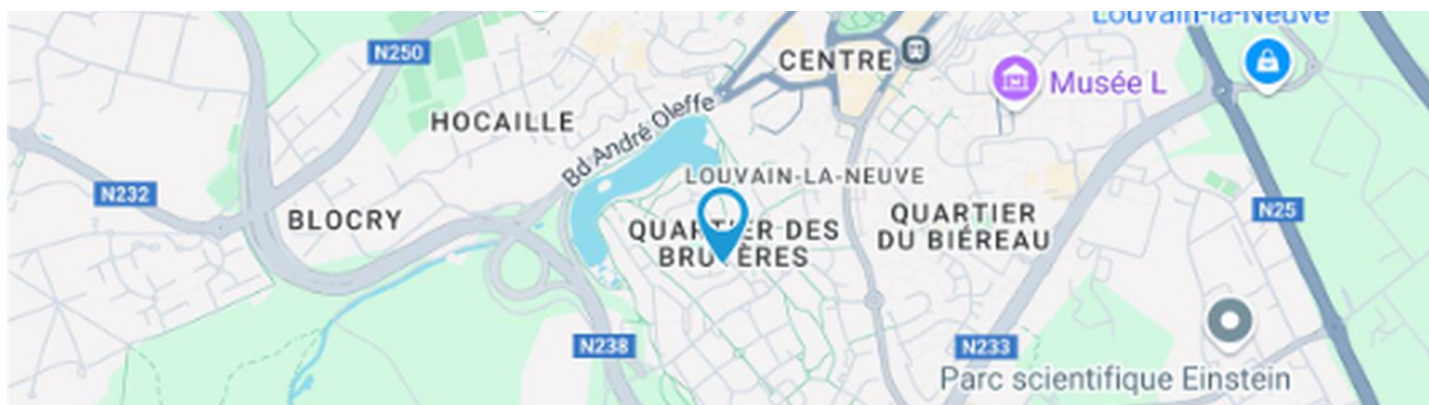 Louvain-la-Neuve
N250
CENTRE
Musée L
HOCAILLE
Bd André Oleffe
LOUVAIN-LA-NEUVE
N232
BLOCRY
QUARTIER DES
BRUYÈRES
QUARTIER
DU BIÉREAU
N25
N238
N233
Parc scientifique Einstein